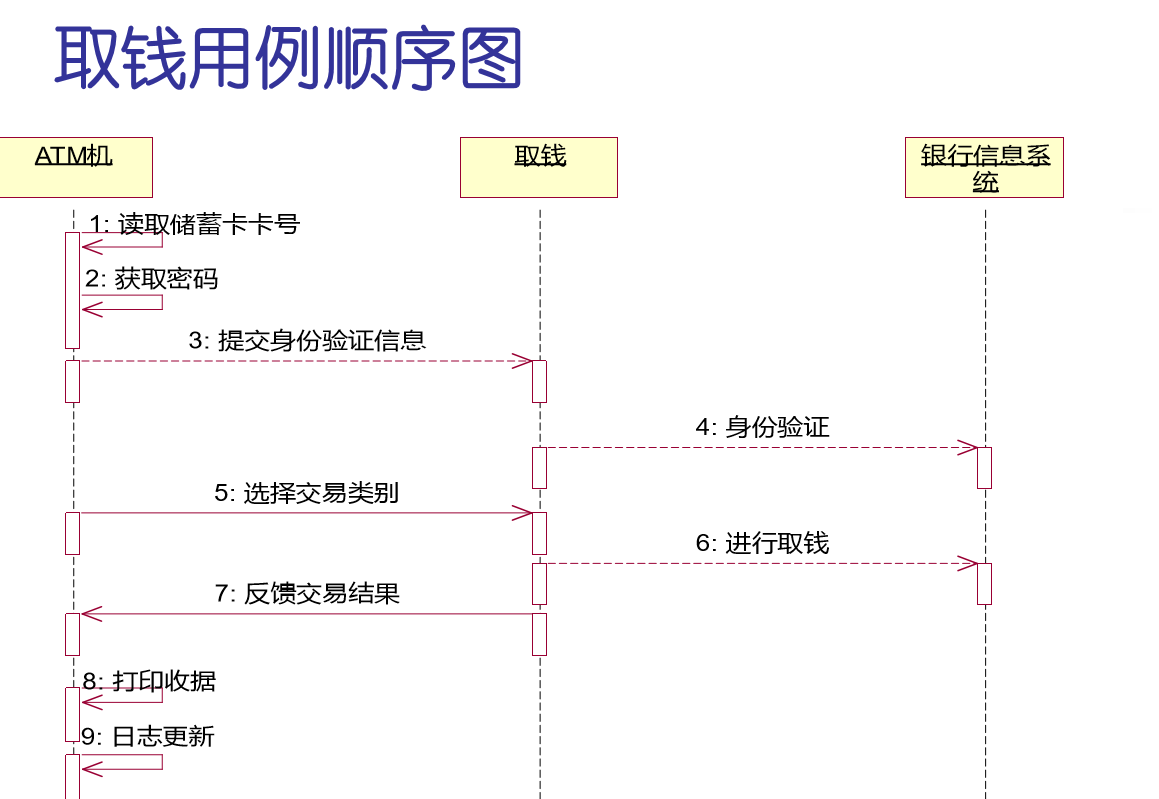 取钱用例顺序图
ATM机
取钱
银行信息系
统
1: 读取储蓄卡卡号
2: 获取密码
3: 提交身份验证信息
4: 身份验证
5: 选择交易类别
6: 进行取钱
7: 反馈交易结果
8: 打印收据
9: 日志更新